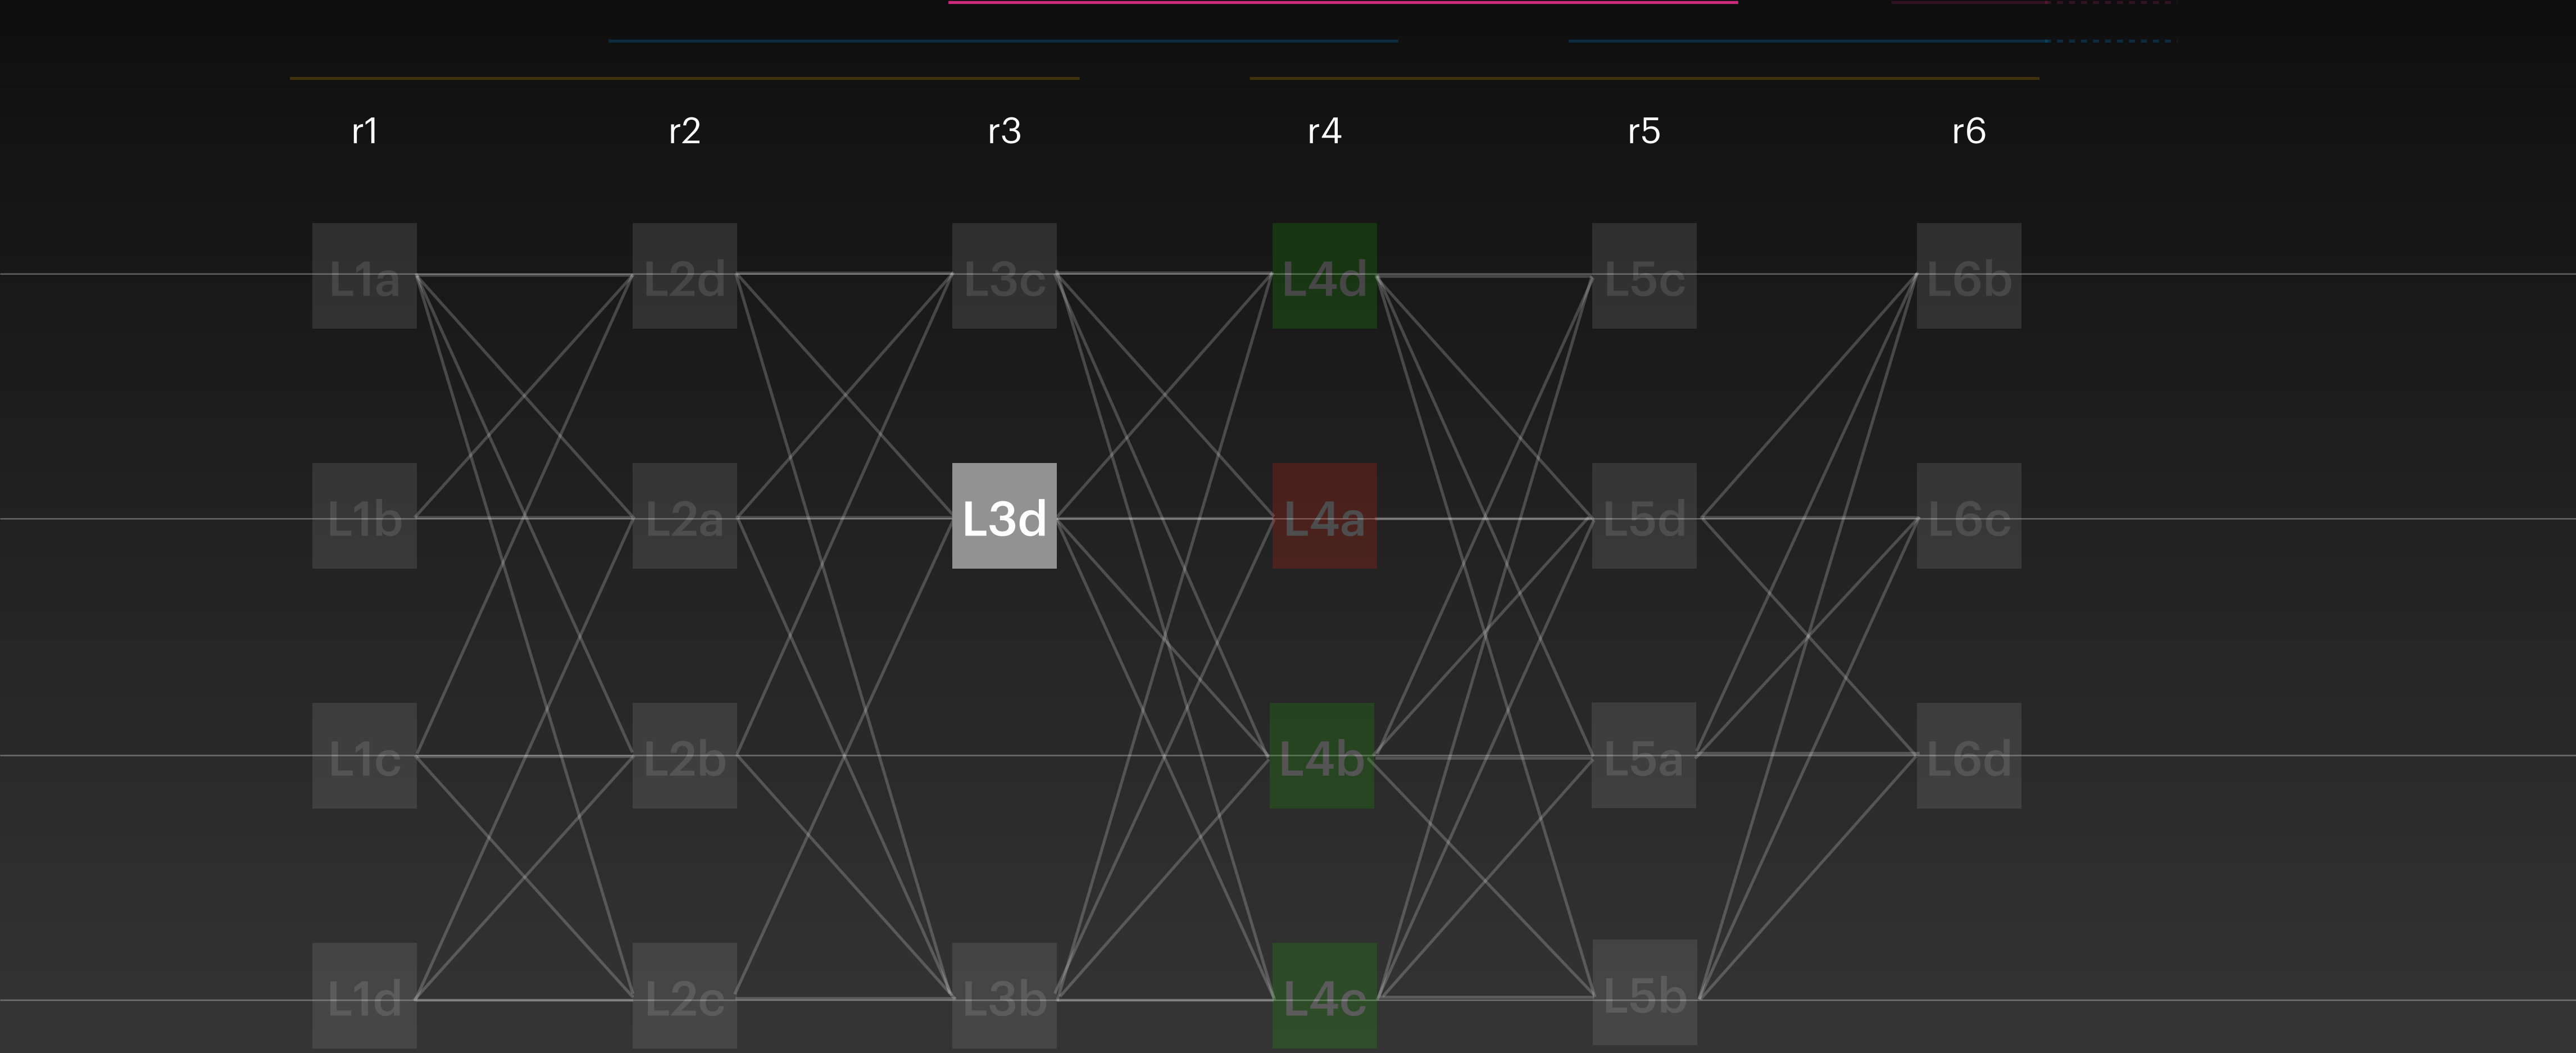 r1 r2 r3 r4 r5 r6
L1a L2d L3c L4d L5c L6b
L1b L2a L3d L4a L5d L6c
L1c L2b L4b L5a L6d
L1d L2c L3b L4c L5b